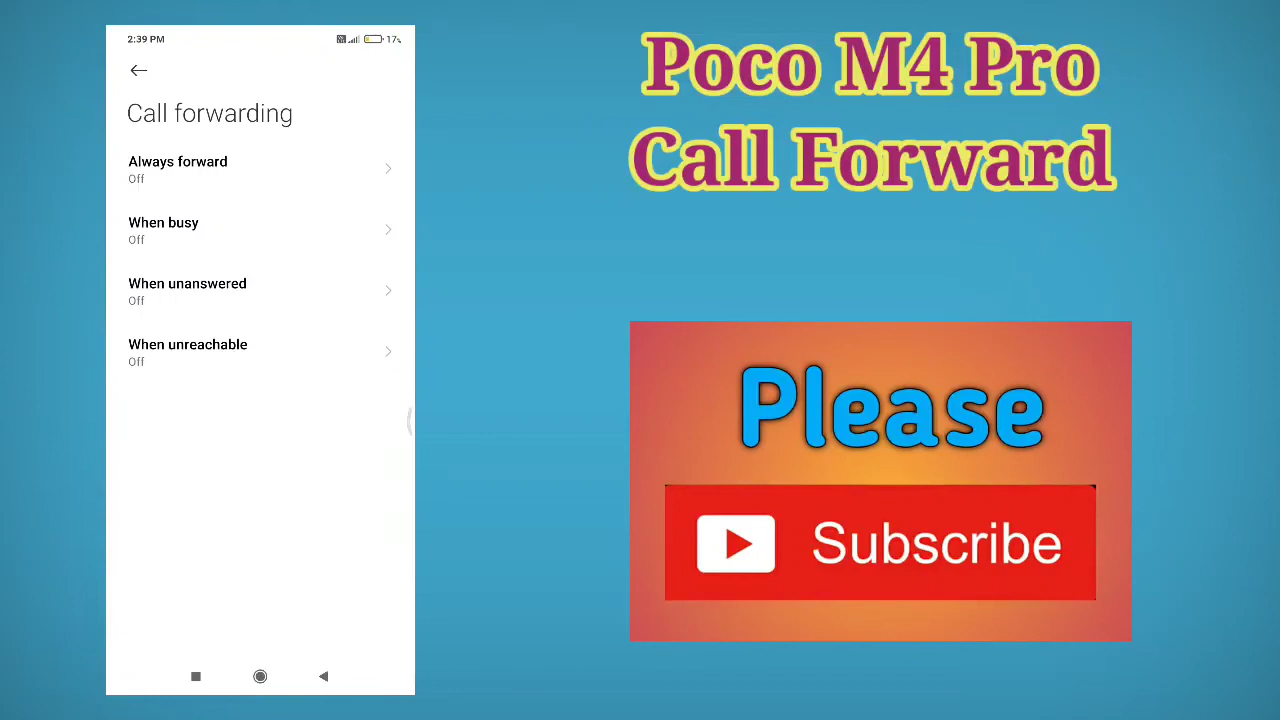 2:39 PM
17%
Call forwarding
Always forward
Off
When busy
Off
When unanswered
Off
When unreachable
Off
Poco M4 Pro
Call Forward
Please
Subscribe